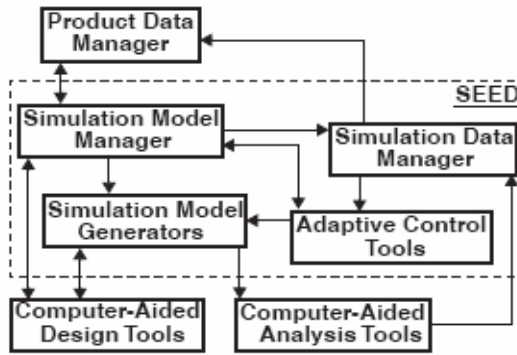 Product Data
Manager
SEED
Simulation Model
Manager
Simulation Data
Manager
Simulation Model
Generators
Adaptive Control
Tools
Computer-Aided
Design Tools
Computer-Aided
Analysis Tools